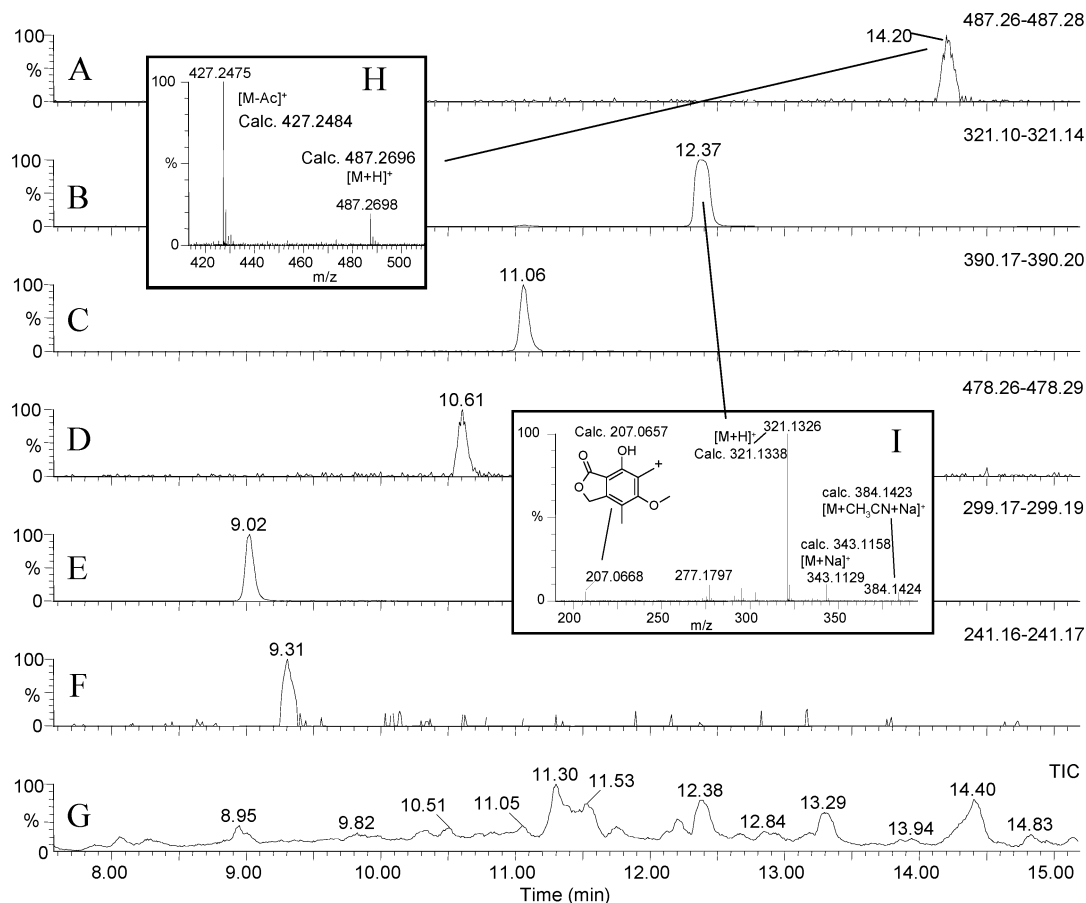 487.26-487.28
14.20
100
%
0
A
H
427.2475
100
[M-Ac]+
Calc. 427.2484
Calc. 487.2696
[M+H]+
%
487.2698
0
420 440 460 480 500
m/z
321.10-321.14
12.37
100
%
0
B
390.17-390.20
11.06
100
%
0
C
478.26-478.29
10.61
100
%
0
D
I
100
Calc. 207.0657
[M+H]+
321.1326
Calc. 321.1338
O
OH
+
O
O
calc. 384.1423
[M+CH3CN+Na]+
%
calc. 343.1158
[M+Na]+
207.0668
277.1797
343.1129
384.1424
0
200 250 300 350
m/z
299.17-299.19
9.02
100
%
0
E
241.16-241.17
9.31
100
%
0
F
TIC
100
%
0
G
8.95
9.82
10.51
11.05
11.30
11.53
12.38
12.84
13.29
13.94
14.40
14.83
8.00 9.00 10.00 11.00 12.00 13.00 14.00 15.00
Time (min)